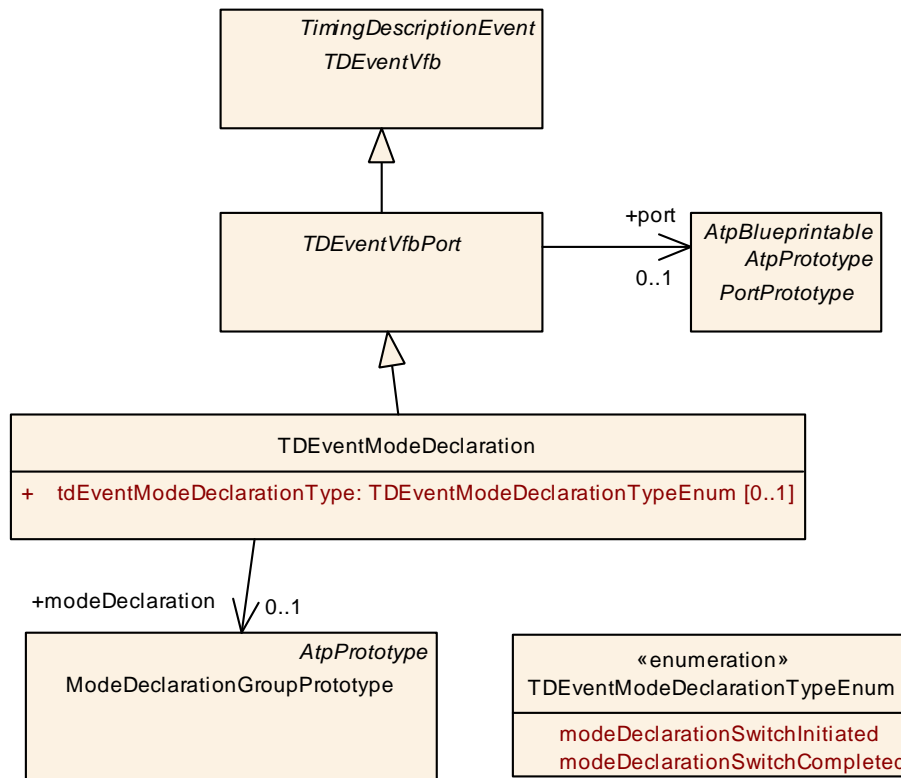 TimingDescriptionEvent
TDEventVfb
TDEventVfbPort
+port
0..1
AtpBlueprintable
AtpPrototype
PortPrototype
TDEventModeDeclaration
+ tdEventModeDeclarationType: TDEventModeDeclarationTypeEnum [0..1]
+modeDeclaration
0..1
AtpPrototype
ModeDeclarationGroupPrototype
«enumeration»
TDEventModeDeclarationTypeEnum
modeDeclarationSwitchInitiated
modeDeclarationSwitchCompleted